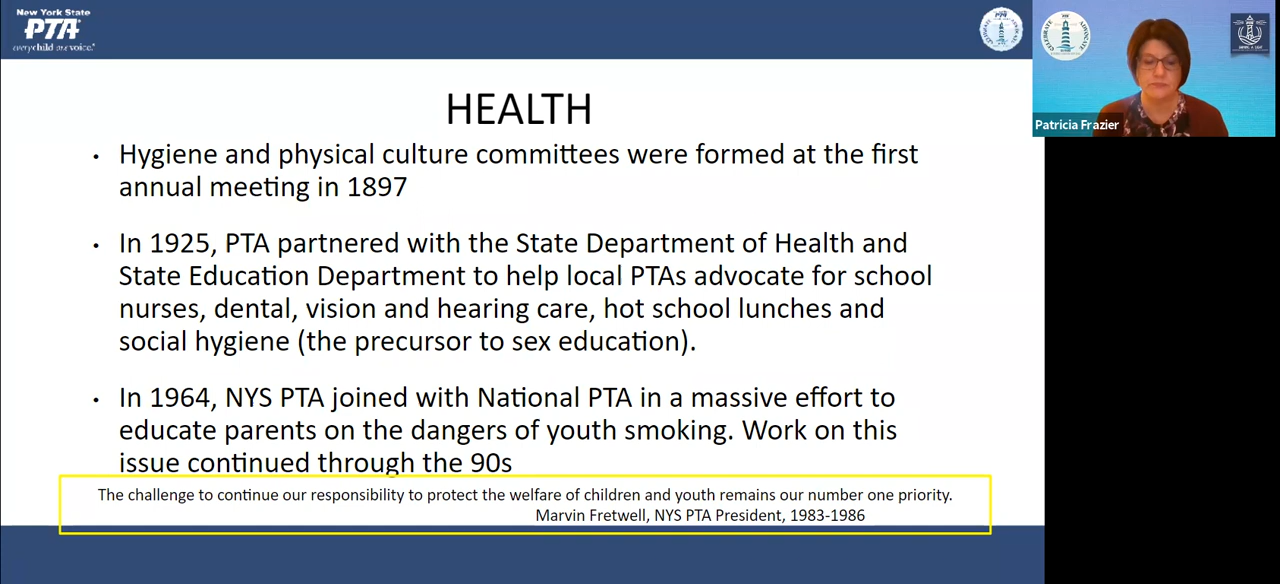 New York State
PTA
everychild. onevoice.
HEALTH
• Hygiene and physical culture committees were formed at the first
annual meeting in 1897
• In 1925, PTA partnered with the State Department of Health and
State Education Department to help local PTAs advocate for school
nurses, dental, vision and hearing care, hot school lunches and
social hygiene (the precursor to sex education).
• In 1964, NYS PTA joined with National PTA in a massive effort to
educate parents on the dangers of youth smoking. Work on this
issue continued through the 90s
The challenge to continue our responsibility to protect the welfare of children and youth remains our number one priority.
Marvin Fretwell, NYS PTA President, 1983-1986
CELEBRATE
ADVOCATE
Patricia Frazier